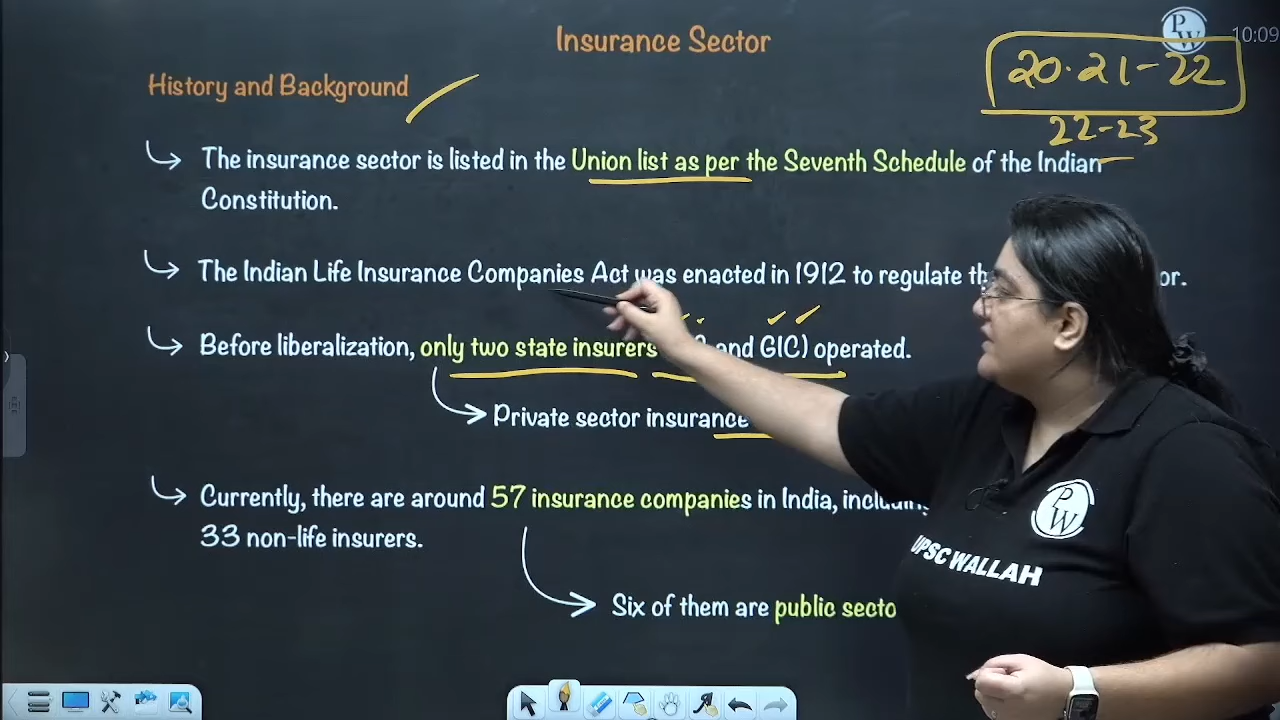 Insurance Sector
PW
10:09
20·21-22
22-23
History and Background
The insurance sector is listed in the Union list as per the Seventh Schedule of the Indian
Constitution.
The Indian Life Insurance Companies Act was enacted in 1912 to regulate th or.
Before liberalization, only two state insurers and GIC) operated.
Private sector insurance
Currently, there are around 57 insurance companies in India, including
33 non-life insurers.
Six of them are public secto
PW
UPSC WALLAH